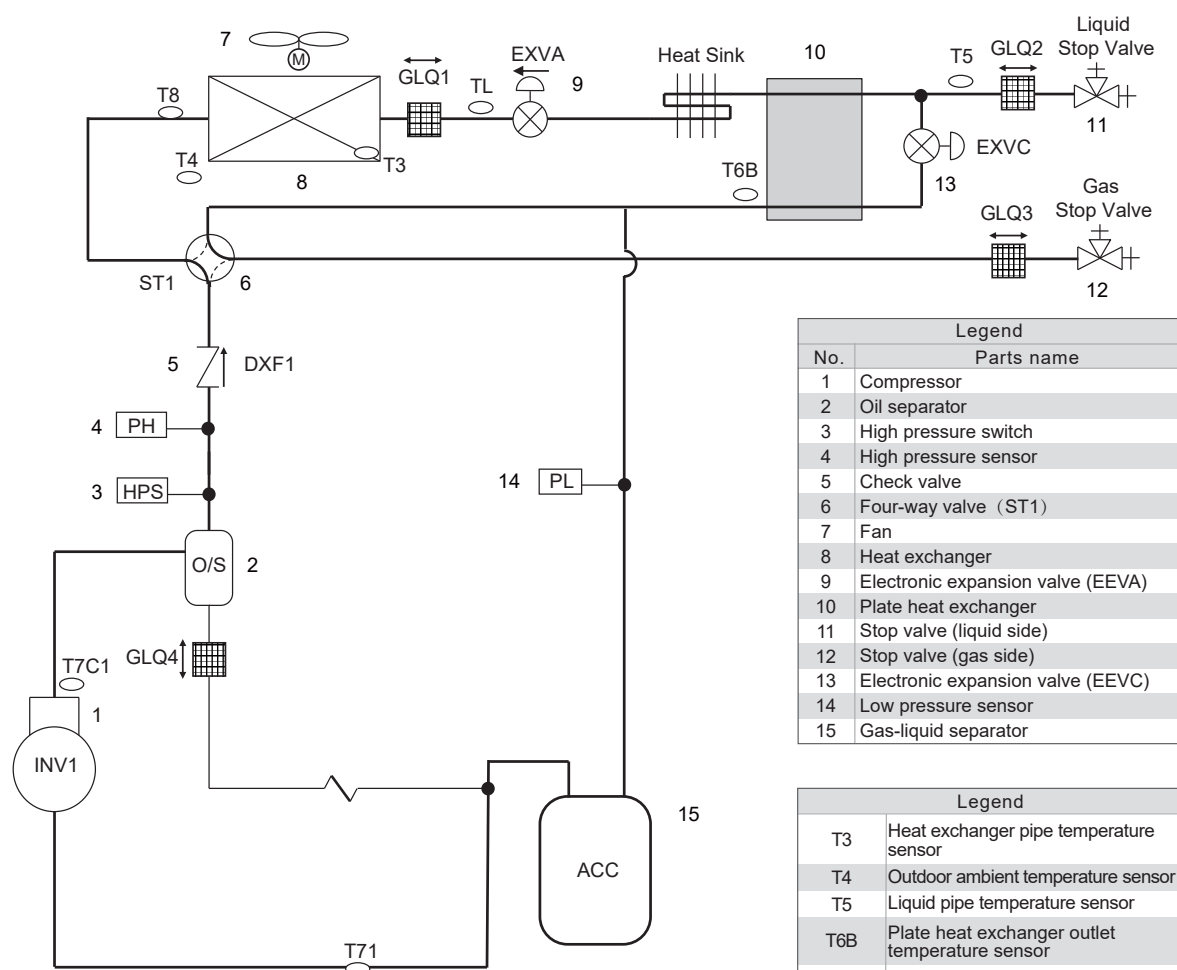 Liquid
Stop Valve
7
M
EXVA
Heat Sink
10
T5
GLQ2
GLQ1
TL
9
T8
11
T4
T3
8
T6B
EXVC
13
Gas
Stop Valve
GLQ3
ST1
6
12
5
DXF1
4
PH
3
HPS
14
PL
O/S
2
GLQ4
T7C1
1
INV1
15
ACC
T71
Legend
No. Parts name
1 Compressor
2 Oil separator
3 High pressure switch
4 High pressure sensor
5 Check valve
6 Four-way valve（ST1）
7 Fan
8 Heat exchanger
9 Electronic expansion valve (EEVA)
10 Plate heat exchanger
11 Stop valve (liquid side)
12 Stop valve (gas side)
13 Electronic expansion valve (EEVC)
14 Low pressure sensor
15 Gas-liquid separator
Legend
T3 Heat exchanger pipe temperature
sensor
T4 Outdoor ambient temperature sensor
T5 Liquid pipe temperature sensor
T6B Plate heat exchanger outlet
temperature sensor